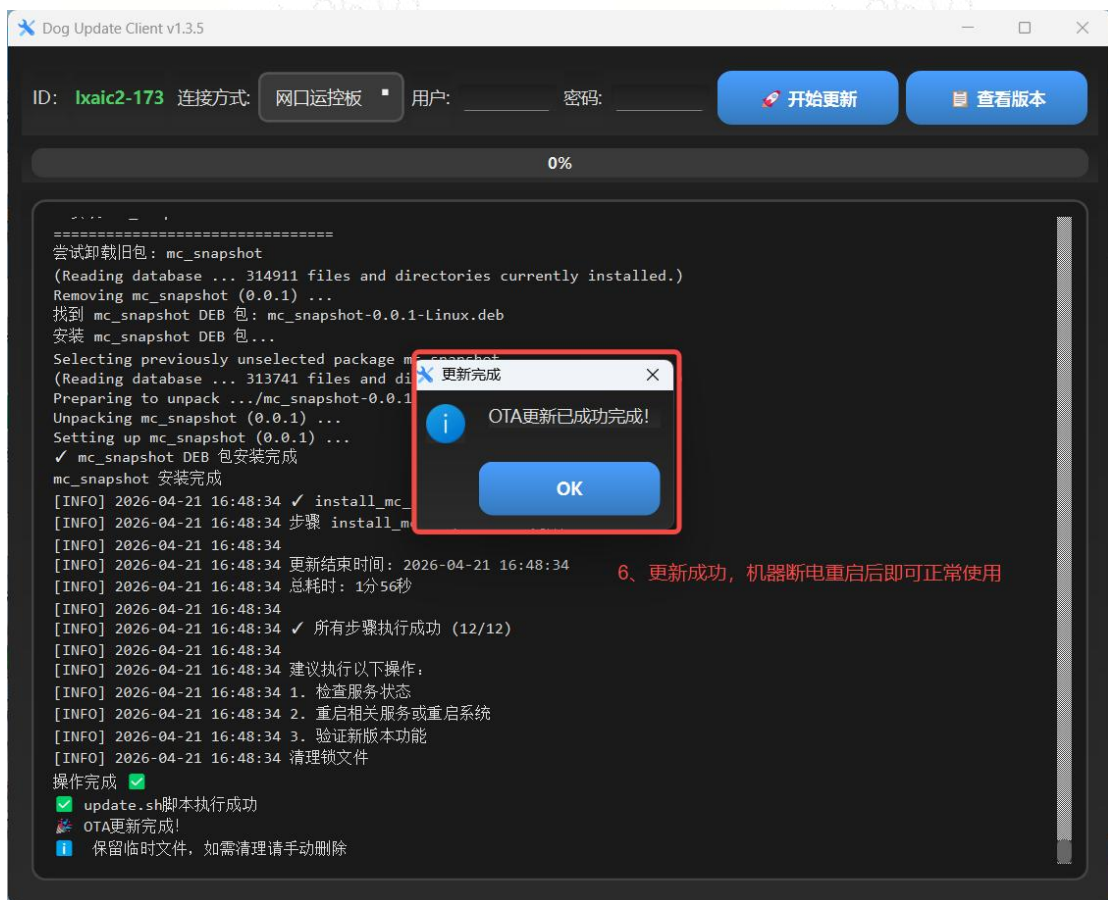 Dog Update Client v1.3.5
ID: lxaic2-173 连接方式: 网口运控板 用户: 密码: 🚀 开始更新 📋 查看版本
0%
================================
尝试卸载旧包: mc_snapshot
(Reading database ... 314911 files and directories currently installed.)
Removing mc_snapshot (0.0.1) ...
找到 mc_snapshot DEB 包: mc_snapshot-0.0.1-Linux.deb
安装 mc_snapshot DEB 包...
Selecting previously unselected package mc_snapshot
(Reading database ... 313741 files and di
Preparing to unpack .../mc_snapshot-0.0.1
Unpacking mc_snapshot (0.0.1) ...
Setting up mc_snapshot (0.0.1) ...
✓ mc_snapshot DEB 包安装完成
mc_snapshot 安装完成
[INFO] 2026-04-21 16:48:34 ✓ install_mc_
[INFO] 2026-04-21 16:48:34 步骤 install_m
[INFO] 2026-04-21 16:48:34
[INFO] 2026-04-21 16:48:34 更新结束时间: 2026-04-21 16:48:34
[INFO] 2026-04-21 16:48:34 总耗时: 1分56秒
[INFO] 2026-04-21 16:48:34
[INFO] 2026-04-21 16:48:34 ✓ 所有步骤执行成功 (12/12)
[INFO] 2026-04-21 16:48:34
[INFO] 2026-04-21 16:48:34 建议执行以下操作:
[INFO] 2026-04-21 16:48:34 1. 检查服务状态
[INFO] 2026-04-21 16:48:34 2. 重启相关服务或重启系统
[INFO] 2026-04-21 16:48:34 3. 验证新版本功能
[INFO] 2026-04-21 16:48:34 清理锁文件
操作完成 ✅
✅ update.sh脚本执行成功
🎉 OTA更新完成!
ℹ️ 保留临时文件，如需清理请手动删除
更新完成
OTA更新已成功完成!
OK
6、更新成功，机器断电重启后即可正常使用